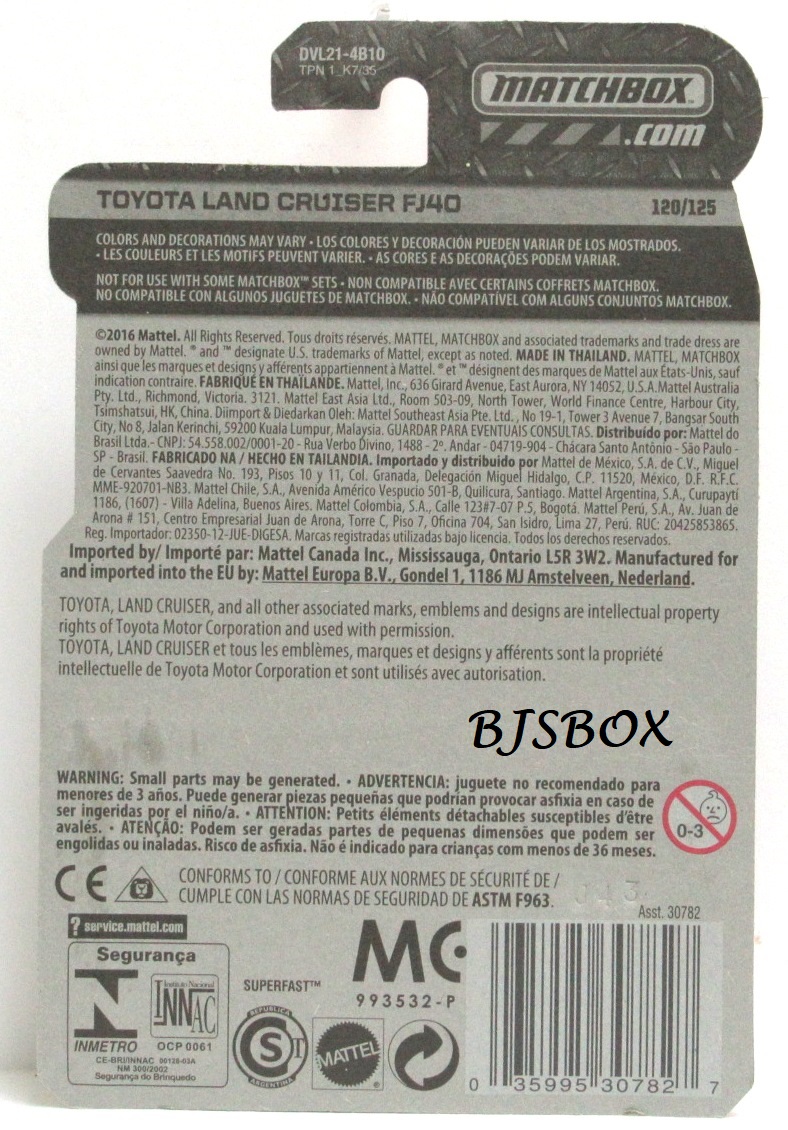 DVL21-4B10
TPN 1_K7/35
MATCHBOX™
.com
TOYOTA LAND CRUISER FJ40 120/125
COLORS AND DECORATIONS MAY VARY • LOS COLORES Y DECORACIÓN PUEDEN VARIAR DE LOS MOSTRADOS.
• LES COULEURS ET LES MOTIFS PEUVENT VARIER. • AS CORES E AS DECORAÇÕES PODEM VARIAR.
NOT FOR USE WITH SOME MATCHBOX™ SETS • NON COMPATIBLE AVEC CERTAINS COFFRETS MATCHBOX.
NO COMPATIBLE CON ALGUNOS JUGUETES DE MATCHBOX. • NÃO COMPATÍVEL COM ALGUNS CONJUNTOS MATCHBOX.
©2016 Mattel. All Rights Reserved. Tous droits réservés. MATTEL, MATCHBOX and associated trademarks and trade dress are
owned by Mattel. ® and ™ designate U.S. trademarks of Mattel, except as noted. MADE IN THAILAND. MATTEL, MATCHBOX
ainsi que les marques et designs y afférents appartiennent à Mattel. ® et ™ désignent des marques de Mattel aux États-Unis, sauf
indication contraire. FABRIQUÉ EN THAÏLANDE. Mattel, Inc., 636 Girard Avenue, East Aurora, NY 14052, U.S.A.Mattel Australia
Pty. Ltd., Richmond, Victoria. 3121. Mattel East Asia Ltd., Room 503-09, North Tower, World Finance Centre, Harbour City,
Tsimshatsui, HK, China. Diimport & Diedarkan Oleh: Mattel Southeast Asia Pte. Ltd. , No 19-1, Tower 3 Avenue 7, Bangsar South
City, No 8, Jalan Kerinchi, 59200 Kuala Lumpur, Malaysia. GUARDAR PARA EVENTUAIS CONSULTAS. Distribuído por: Mattel do
Brasil Ltda.- CNPJ: 54.558.002/0001-20 - Rua Verbo Divino, 1488 - 2º. Andar - 04719-904 - Chácara Santo Antônio - São Paulo -
SP - Brasil. FABRICADO NA / HECHO EN TAILANDIA. Importado y distribuido por Mattel de México, S.A. de C.V., Miguel
de Cervantes Saavedra No. 193, Pisos 10 y 11, Col. Granada, Delegación Miguel Hidalgo, C.P. 11520, México, D.F. R.F.C.
MME-920701-NB3. Mattel Chile, S.A., Avenida Américo Vespucio 501-B, Quilicura, Santiago. Mattel Argentina, S.A., Curupaytí
1186, (1607) - Villa Adelina, Buenos Aires. Mattel Colombia, S.A., Calle 123#7-07 P.5, Bogotá. Mattel Perú, S.A., Av. Juan de
Arona # 151, Centro Empresarial Juan de Arona, Torre C, Piso 7, Oficina 704, San Isidro, Lima 27, Perú. RUC: 20425853865.
Reg. Importador: 02350-12-JUE-DIGESA. Marcas registradas utilizadas bajo licencia. Todos los derechos reservados.
Imported by/ Importé par: Mattel Canada Inc., Mississauga, Ontario L5R 3W2. Manufactured for
and imported into the EU by: Mattel Europa B.V., Gondel 1, 1186 MJ Amstelveen, Nederland.
TOYOTA, LAND CRUISER, and all other associated marks, emblems and designs are intellectual property
rights of Toyota Motor Corporation and used with permission.
TOYOTA, LAND CRUISER et tous les emblèmes, marques et designs y afférents sont la propriété
intellectuelle de Toyota Motor Corporation et sont utilisés avec autorisation.
BJSBOX
WARNING: Small parts may be generated. • ADVERTENCIA: juguete no recomendado para
menores de 3 años. Puede generar piezas pequeñas que podrían provocar asfixia en caso de
ser ingeridas por el niño/a. • ATTENTION: Petits éléments détachables susceptibles d'être
avalés. • ATENÇÃO: Podem ser geradas partes de pequenas dimensões que podem ser
engolidas ou inaladas. Risco de asfixia. Não é indicado para crianças com menos de 36 meses.
0-3
CE
CONFORMS TO / CONFORME AUX NORMES DE SÉCURITÉ DE /
CUMPLE CON LAS NORMAS DE SEGURIDAD DE ASTM F963.
Asst. 30782
? service.mattel.com
Segurança
INMETRO
Instituto Nacional
INNAC
OCP 0061
CE-BRI/INNAC 00128-03A
NM 300/2002
Segurança do Brinquedo
SUPERFAST™
MC
993532-P
REPUBLICA
S T
ARGENTINA
MATTEL
0 35995 30782 7